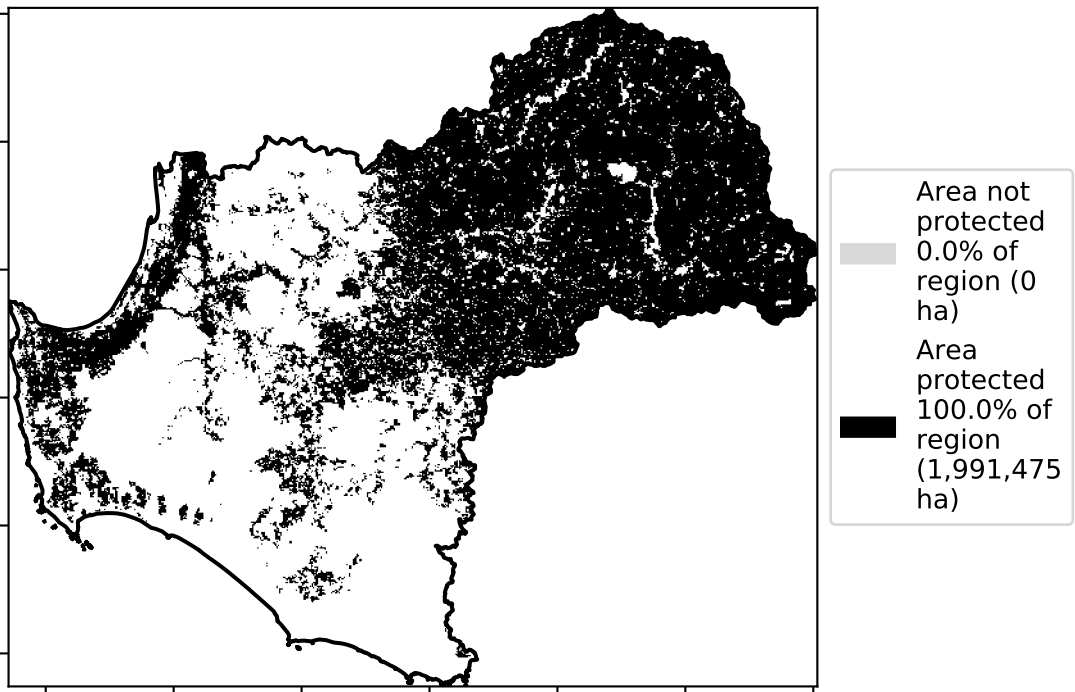 Area not
protected
0.0% of
region (0
ha)
Area
protected
100.0% of
region
(1,991,475
ha)